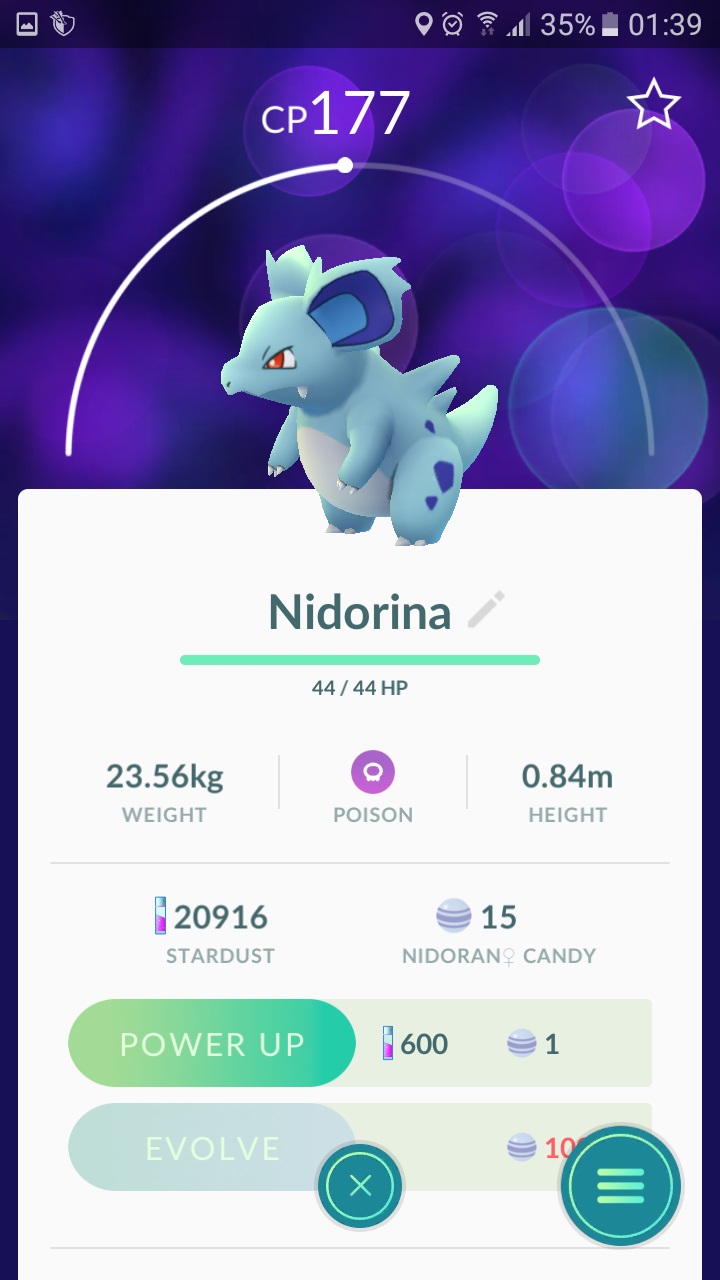 35% 01:39
CP177
Nidorina
44 / 44 HP
23.56kg
WEIGHT
POISON
0.84m
HEIGHT
20916
STARDUST
15
NIDORAN♀ CANDY
POWER UP 600 1
EVOLVE